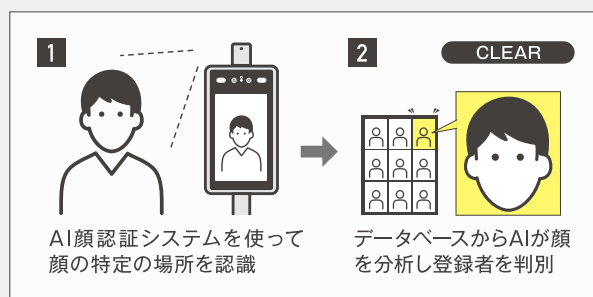 1
AI顔認証システムを使って
顔の特定の場所を認識
2
CLEAR
データベースからAIが顔
を分析し登録者を判別